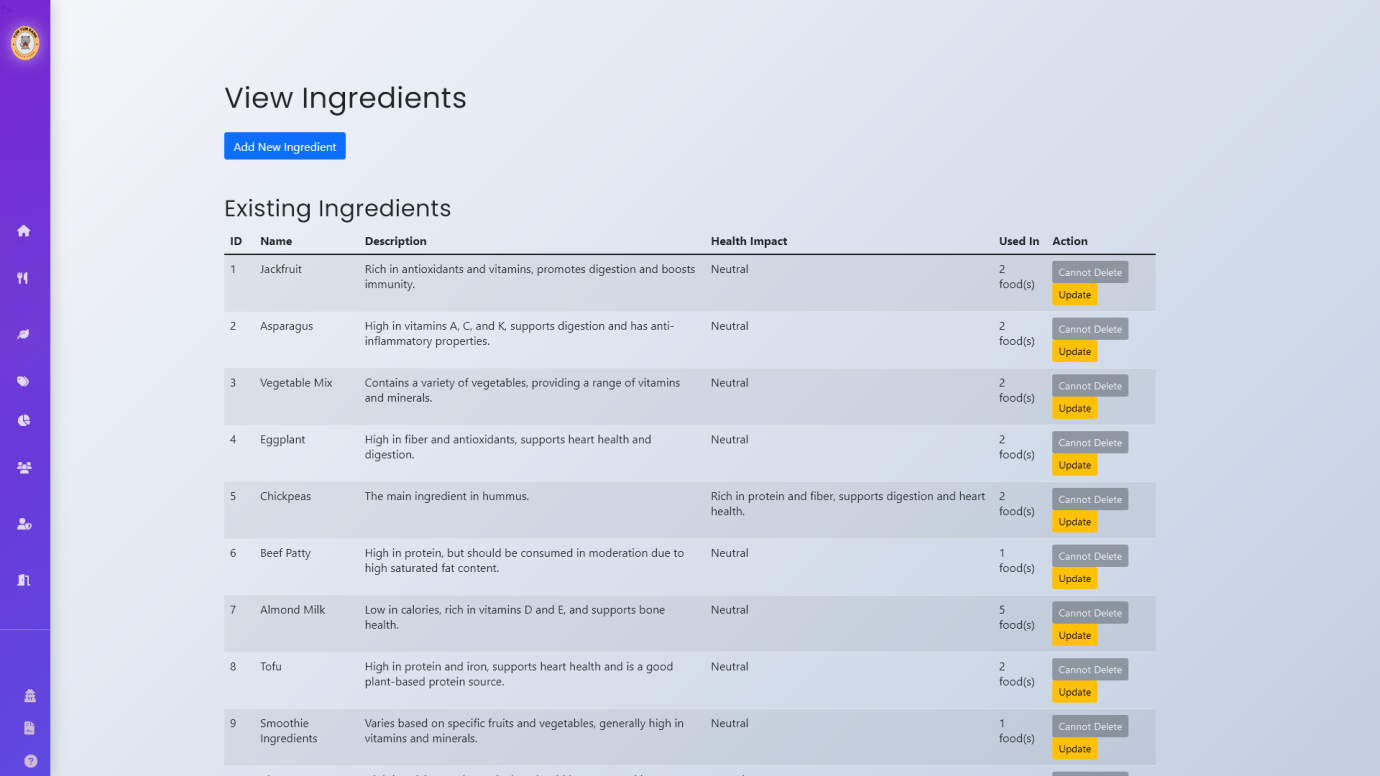 View Ingredients
Add New Ingredient
Existing Ingredients
ID Name Description Health Impact Used In Action
1 Jackfruit Rich in antioxidants and vitamins, promotes digestion and boosts Neutral 2 Cannot Delete
immunity. food(s) Update
2 Asparagus High in vitamins A, C, and K, supports digestion and has anti- Neutral 2 Cannot Delete
inflammatory properties. food(s) Update
3 Vegetable Mix Contains a variety of vegetables, providing a range of vitamins Neutral 2 Cannot Delete
and minerals. food(s) Update
4 Eggplant High in fiber and antioxidants, supports heart health and Neutral 2 Cannot Delete
digestion. food(s) Update
5 Chickpeas The main ingredient in hummus. Rich in protein and fiber, supports digestion and heart 2 Cannot Delete
health. food(s) Update
6 Beef Patty High in protein, but should be consumed in moderation due to Neutral 1 Cannot Delete
high saturated fat content. food(s) Update
7 Almond Milk Low in calories, rich in vitamins D and E, and supports bone Neutral 5 Cannot Delete
health. food(s) Update
8 Tofu High in protein and iron, supports heart health and is a good Neutral 2 Cannot Delete
plant-based protein source. food(s) Update
9 Smoothie Varies based on specific fruits and vegetables, generally high in Neutral 1 Cannot Delete
Ingredients vitamins and minerals. food(s) Update